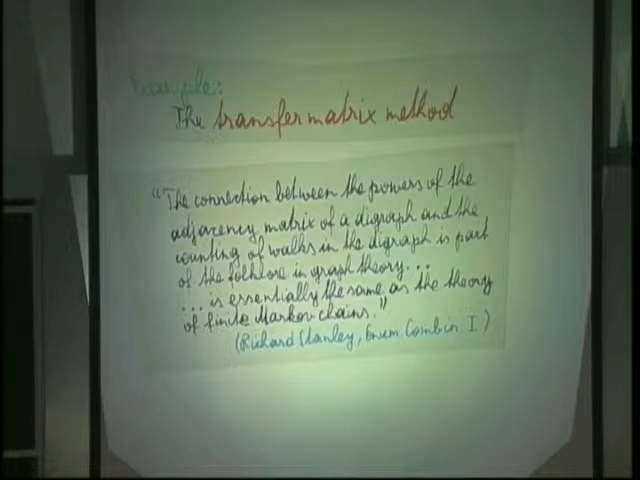 Example:
The transfer matrix method
"The connection between the powers of the
adjacency matrix of a digraph and the
counting of walks in the digraph is part
of the folklore in graph theory...
... is essentially the same as the theory
of finite Markov chains."
(Richard Stanley, Enum. Combin. I)